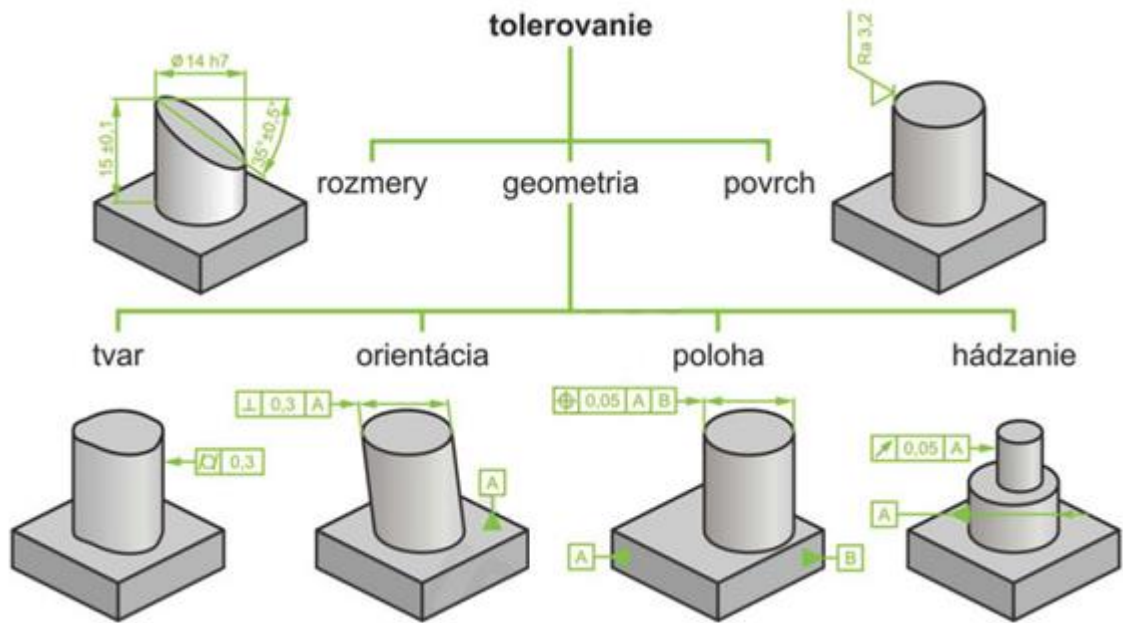 tolerovanie
Ø 14 h7
15 ±0,1
35°±0,5°
Ra 3,2
rozmery
geometria
povrch
tvar
orientácia
poloha
hádzanie
⌭ 0,3
⊥ 0,3 A
A
⌖ 0,05 A B
A
B
↗ 0,05 A
A